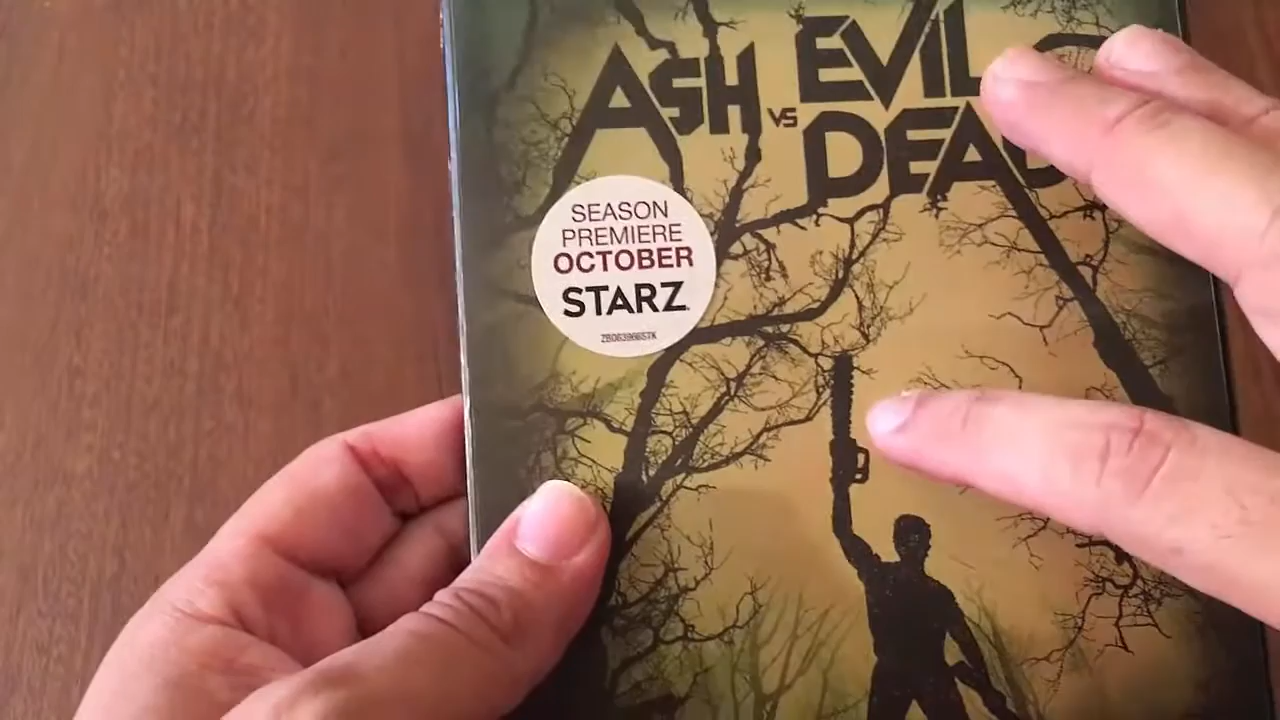 ASH VS EVIL
DEAD
SEASON
PREMIERE
OCTOBER
STARZ